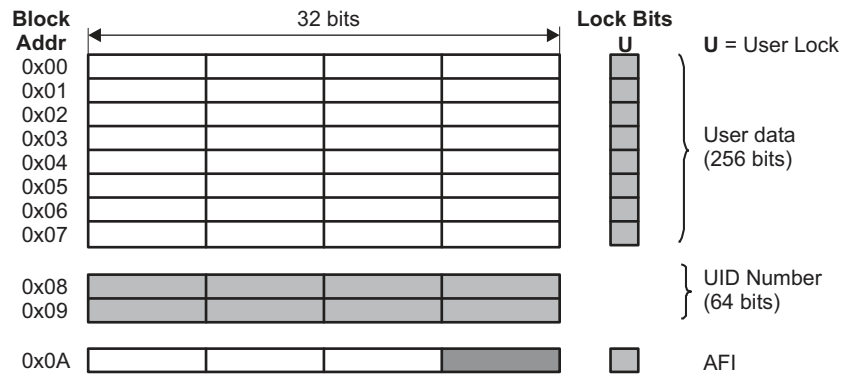 Block
Addr
32 bits
Lock Bits
U
U = User Lock
0x00
0x01
0x02
0x03
0x04
0x05
0x06
0x07
User data
(256 bits)
0x08
0x09
UID Number
(64 bits)
0x0A
AFI